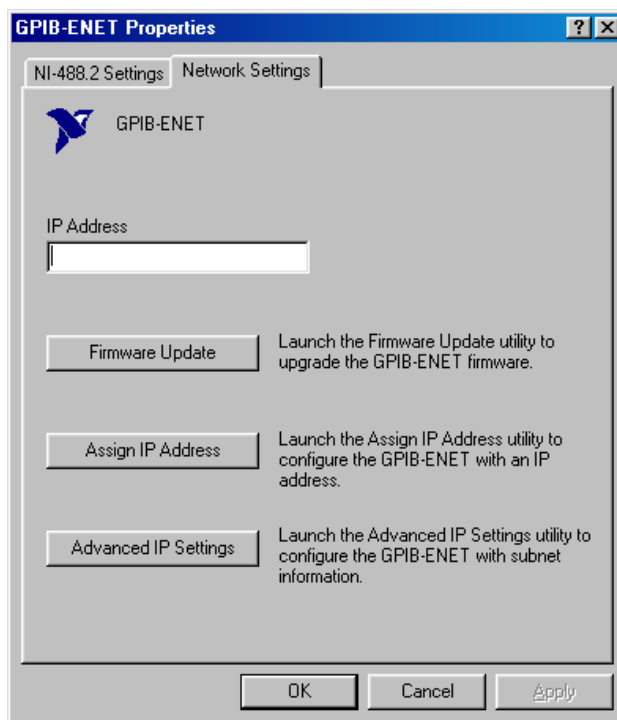 GPIB-ENET Properties
NI-488.2 Settings
Network Settings
GPIB-ENET
IP Address
Firmware Update
Launch the Firmware Update utility to
upgrade the GPIB-ENET firmware.
Assign IP Address
Launch the Assign IP Address utility to
configure the GPIB-ENET with an IP
address.
Advanced IP Settings
Launch the Advanced IP Settings utility to
configure the GPIB-ENET with subnet
information.
OK
Cancel
Apply